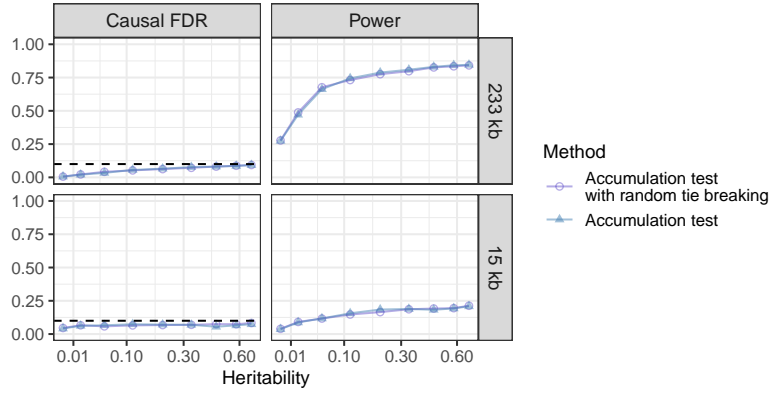 Causal FDR
Power
1.00
0.75
0.50
0.25
0.00
233 kb
1.00
0.75
0.50
0.25
0.00
15 kb
0.01 0.10 0.30 0.60
0.01 0.10 0.30 0.60
Heritability
Method
Accumulation test
with random tie breaking
Accumulation test